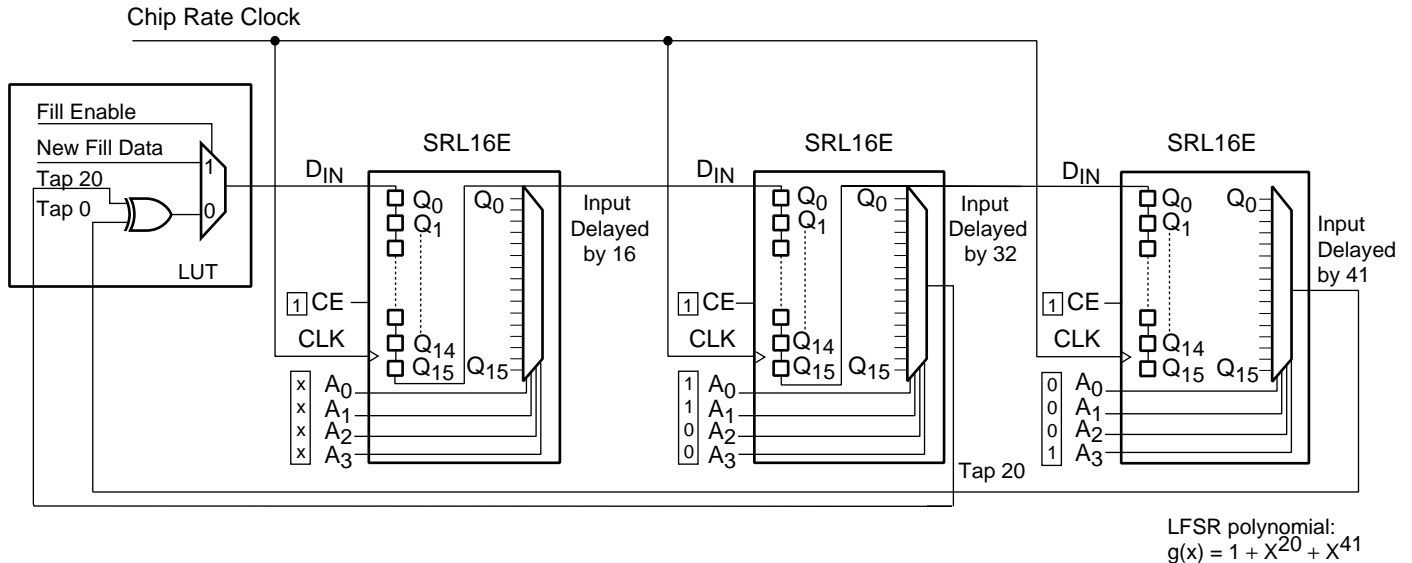 Chip Rate Clock
Fill Enable
New Fill Data
Tap 20
Tap 0
1
0
LUT
SRL16E
DIN
Q0
Q1
Q14
Q15
Q0
Q15
1 CE
CLK
x A0
x A1
x A2
x A3
Input
Delayed
by 16
SRL16E
DIN
Q0
Q1
Q14
Q15
Q0
Q15
1 CE
CLK
1 A0
1 A1
0 A2
0 A3
Input
Delayed
by 32
Tap 20
SRL16E
DIN
Q0
Q1
Q14
Q15
Q0
Q15
1 CE
CLK
0 A0
0 A1
0 A2
1 A3
Input
Delayed
by 41
LFSR polynomial:
g(x) = 1 + X^20 + X^41